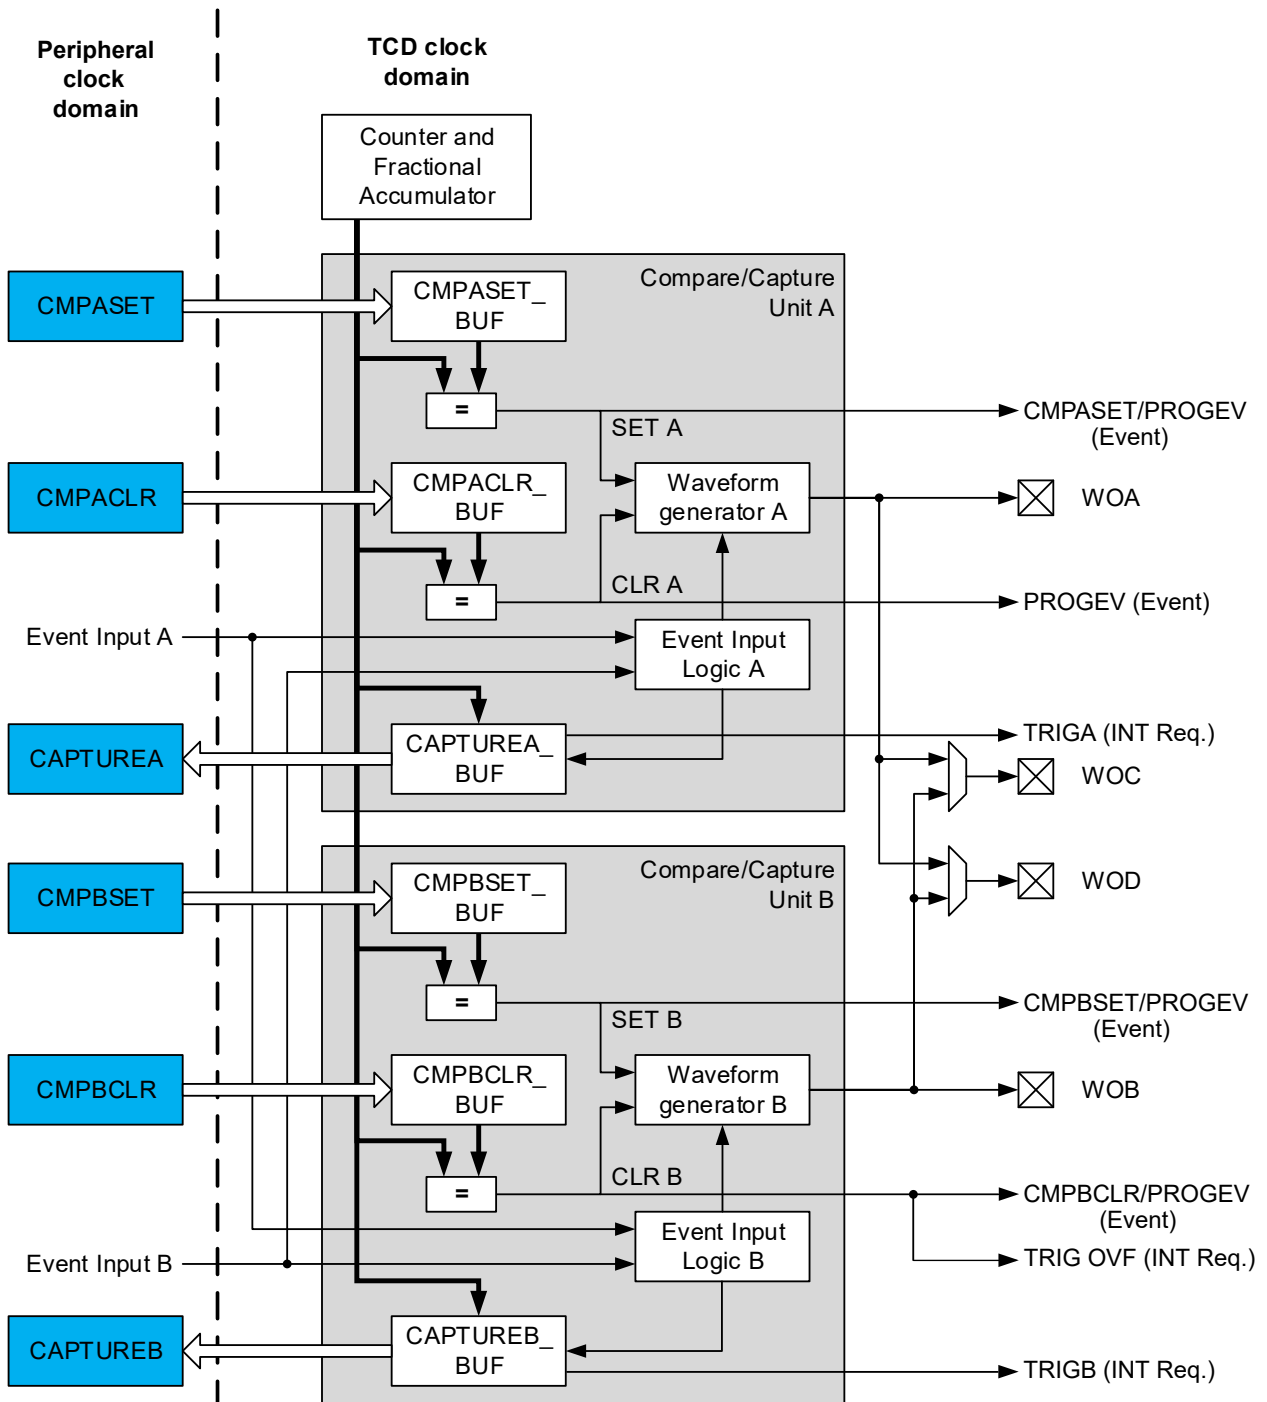 Peripheral
clock
domain
TCD clock
domain
Counter and
Fractional
Accumulator
Compare/Capture
Unit A
CMPASET
CMPASET_
BUF
=
SET A
CMPASET/PROGEV
(Event)
CMPACLR
CMPACLR_
BUF
Waveform
generator A
WOA
=
CLR A
PROGEV (Event)
Event Input A
Event Input
Logic A
CAPTUREA
CAPTUREA_
BUF
TRIGA (INT Req.)
WOC
Compare/Capture
Unit B
CMPBSET
CMPBSET_
BUF
WOD
=
SET B
CMPBSET/PROGEV
(Event)
CMPBCLR
CMPBCLR_
BUF
Waveform
generator B
WOB
=
CLR B
CMPBCLR/PROGEV
(Event)
Event Input B
Event Input
Logic B
TRIG OVF (INT Req.)
CAPTUREB
CAPTUREB_
BUF
TRIGB (INT Req.)